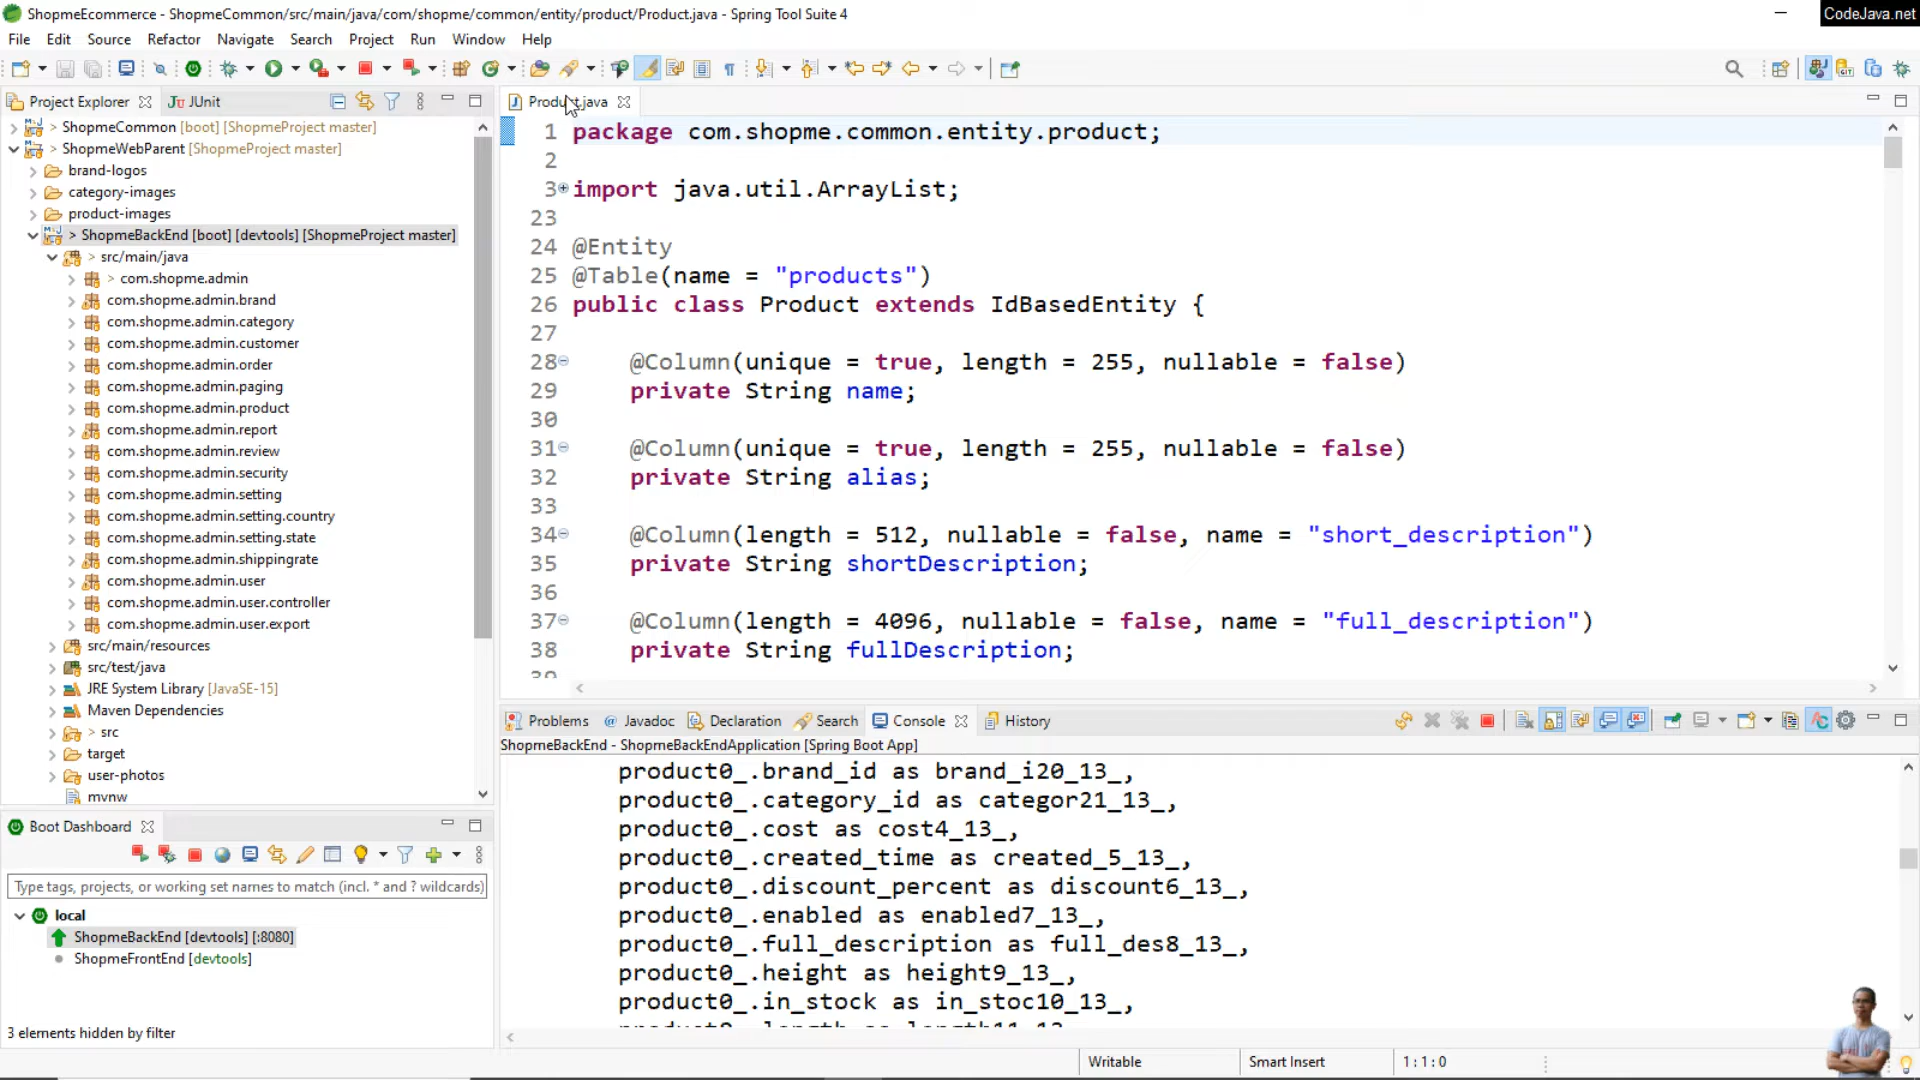 ShopmeEcommerce - ShopmeCommon/src/main/java/com/shopme/common/entity/product/Product.java - Spring Tool Suite 4
CodeJava.net
File Edit Source Refactor Navigate Search Project Run Window Help
Project Explorer
JUnit
> ShopmeCommon [boot] [ShopmeProject master]
> ShopmeWebParent [ShopmeProject master]
brand-logos
category-images
product-images
> ShopmeBackEnd [boot] [devtools] [ShopmeProject master]
> src/main/java
> com.shopme.admin
com.shopme.admin.brand
com.shopme.admin.category
com.shopme.admin.customer
com.shopme.admin.order
com.shopme.admin.paging
com.shopme.admin.product
com.shopme.admin.report
com.shopme.admin.review
com.shopme.admin.security
com.shopme.admin.setting
com.shopme.admin.setting.country
com.shopme.admin.setting.state
com.shopme.admin.shippingrate
com.shopme.admin.user
com.shopme.admin.user.controller
com.shopme.admin.user.export
src/main/resources
src/test/java
JRE System Library [JavaSE-15]
Maven Dependencies
> src
target
user-photos
mvnw
Boot Dashboard
Type tags, projects, or working set names to match (incl. * and ? wildcards)
local
ShopmeBackEnd [devtools] [:8080]
ShopmeFrontEnd [devtools]
3 elements hidden by filter
Product.java
1 package com.shopme.common.entity.product;
2
3 import java.util.ArrayList;
23
24 @Entity
25 @Table(name = "products")
26 public class Product extends IdBasedEntity {
27
28 @Column(unique = true, length = 255, nullable = false)
29 private String name;
30
31 @Column(unique = true, length = 255, nullable = false)
32 private String alias;
33
34 @Column(length = 512, nullable = false, name = "short_description")
35 private String shortDescription;
36
37 @Column(length = 4096, nullable = false, name = "full_description")
38 private String fullDescription;
39
Problems @ Javadoc Declaration Search Console History
ShopmeBackEnd - ShopmeBackEndApplication [Spring Boot App]
product0_.brand_id as brand_i20_13_,
product0_.category_id as categor21_13_,
product0_.cost as cost4_13_,
product0_.created_time as created_5_13_,
product0_.discount_percent as discount6_13_,
product0_.enabled as enabled7_13_,
product0_.full_description as full_des8_13_,
product0_.height as height9_13_,
product0_.in_stock as in_stoc10_13_,
product0_.length as length11_13_
Writable
Smart Insert
1 : 1 : 0